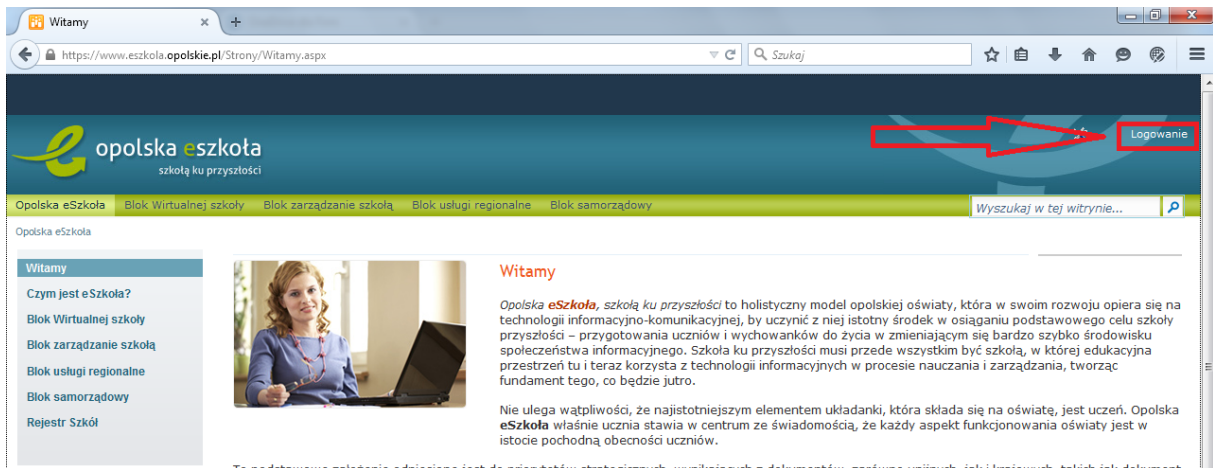 Witamy
https://www.eszkola.opolskie.pl/Strony/Witamy.aspx
Szukaj
Logowanie
opolska eszkoła
szkołą ku przyszłości
Opolska eSzkoła Blok Wirtualnej szkoły Blok zarządzanie szkołą Blok usługi regionalne Blok samorządowy
Wyszukaj w tej witrynie...
Opolska eSzkoła
Witamy
Czym jest eSzkoła?
Blok Wirtualnej szkoły
Blok zarządzanie szkołą
Blok usługi regionalne
Blok samorządowy
Rejestr Szkół
Witamy
Opolska eSzkoła, szkołą ku przyszłości to holistyczny model opolskiej oświaty, która w swoim rozwoju opiera się na
technologii informacyjno-komunikacyjnej, by uczynić z niej istotny środek w osiąganiu podstawowego celu szkoły
przyszłości – przygotowania uczniów i wychowanków do życia w zmieniającym się bardzo szybko środowisku
społeczeństwa informacyjnego. Szkoła ku przyszłości musi przede wszystkim być szkołą, w której edukacyjna
przestrzeń tu i teraz korzysta z technologii informacyjnych w procesie nauczania i zarządzania, tworząc
fundament tego, co będzie jutro.
Nie ulega wątpliwości, że najistotniejszym elementem układanki, która składa się na oświatę, jest uczeń. Opolska
eSzkoła właśnie ucznia stawia w centrum ze świadomością, że każdy aspekt funkcjonowania oświaty jest w
istocie pochodną obecności uczniów.